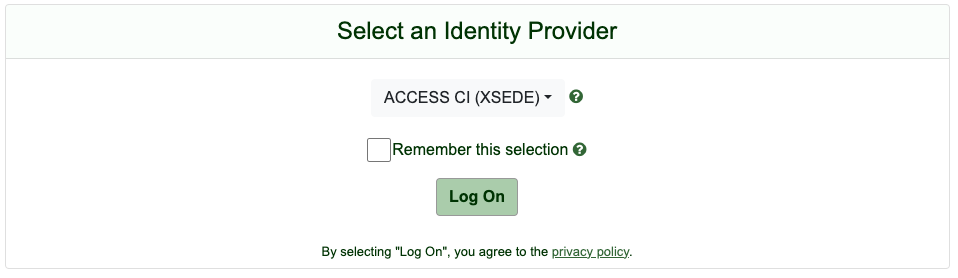 Select an Identity Provider
ACCESS CI (XSEDE)
Remember this selection
Log On
By selecting "Log On", you agree to the privacy policy.